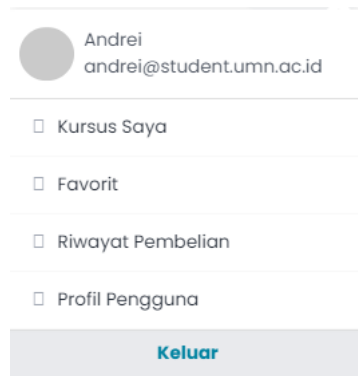 Andrei
andrei@student.umn.ac.id
Kursus Saya
Favorit
Riwayat Pembelian
Profil Pengguna
Keluar